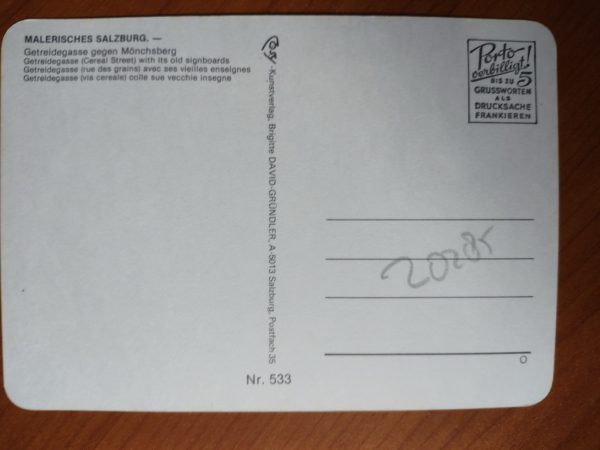 MALERISCHES SALZBURG. —
Getreidegasse gegen Mönchsberg
Getreidegasse (Cereal Street) with its old signboards
Getreidegasse (rue des grains) avec ses vieilles enseignes
Getreidegasse (via cereale) colle sue vecchie insegne
Kunstverlag, Brigitte DAVID-GRÜNDLER, A-5013 Salzburg, Postfach 35
Nr. 533
Porto
verbilligt!
BIS ZU 5
GRUSSWORTEN
ALS
DRUCKSACHE
FRANKIEREN